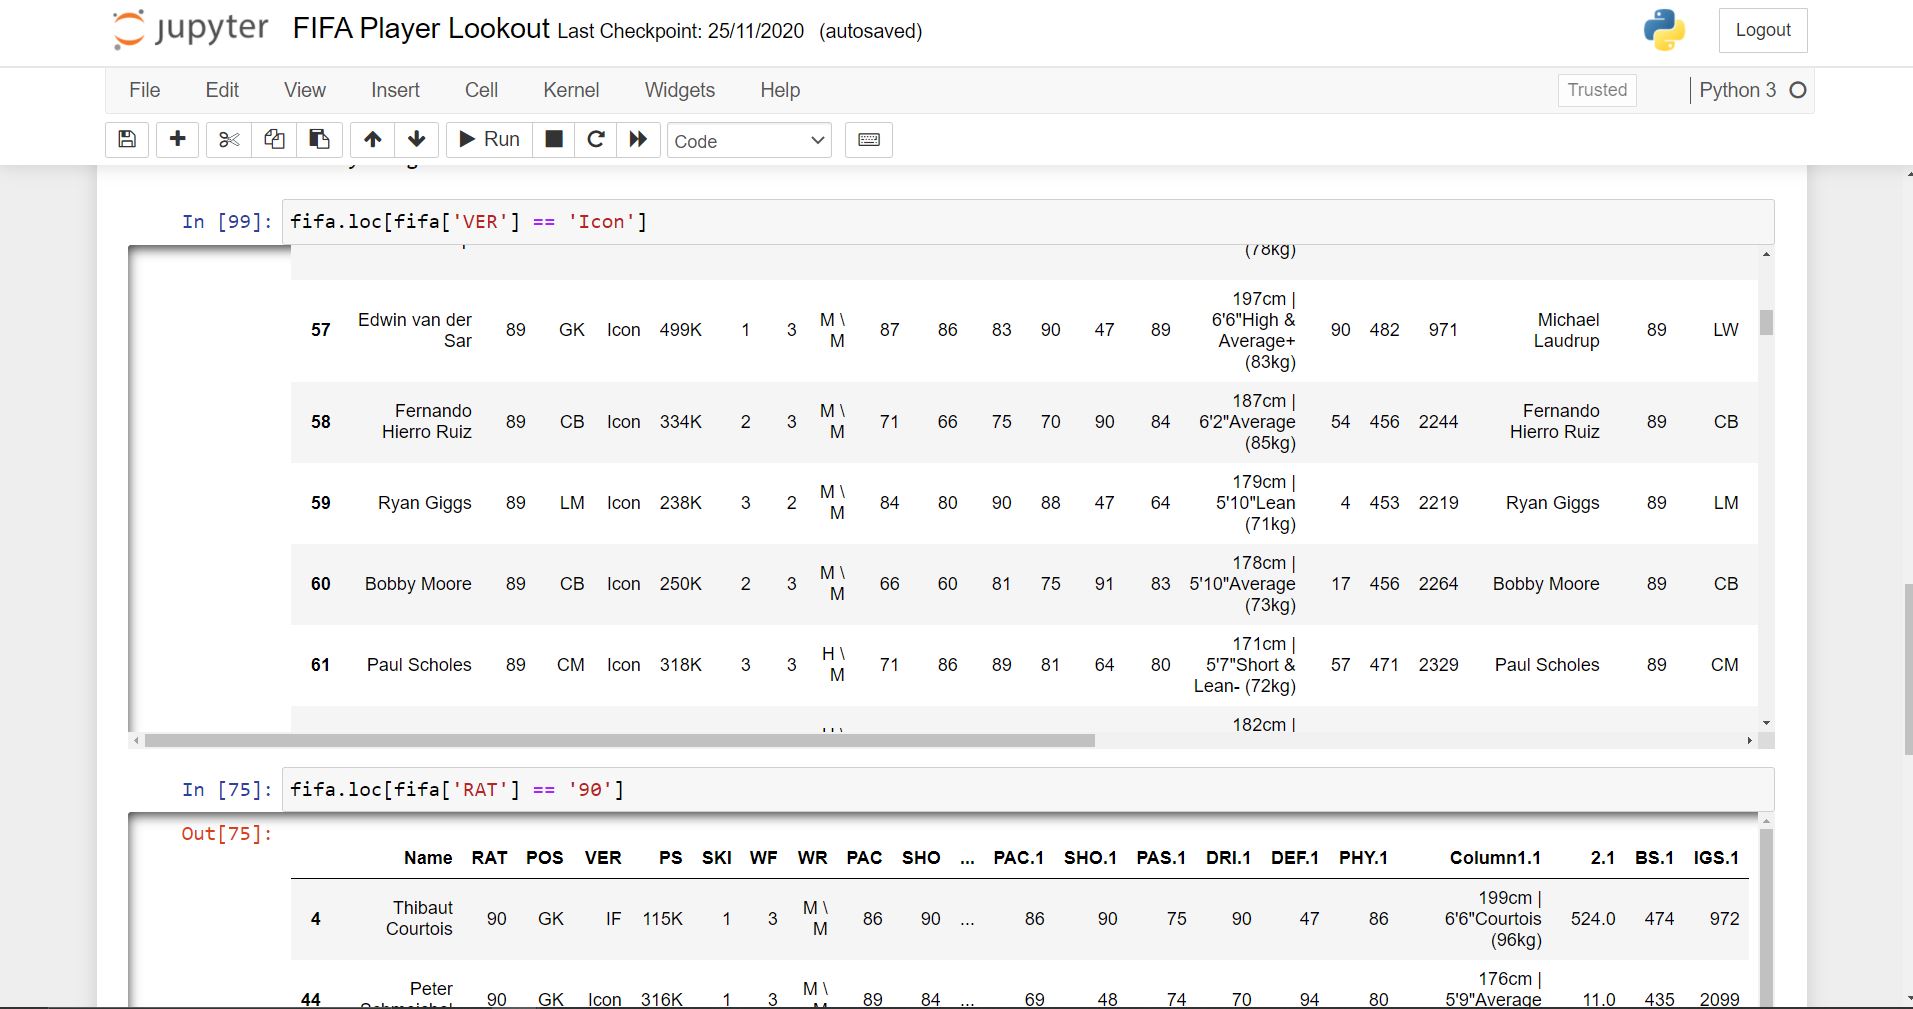 jupyter FIFA Player Lookout Last Checkpoint: 25/11/2020 (autosaved) Logout
File Edit View Insert Cell Kernel Widgets Help Trusted Python 3
Run Code
In [99]: fifa.loc[fifa['VER'] == 'Icon']
(78kg)
57 Edwin van der Sar 89 GK Icon 499K 1 3 M \ M 87 86 83 90 47 89 197cm | 6'6"High & Average+ (83kg) 90 482 971 Michael Laudrup 89 LW
58 Fernando Hierro Ruiz 89 CB Icon 334K 2 3 M \ M 71 66 75 70 90 84 187cm | 6'2"Average (85kg) 54 456 2244 Fernando Hierro Ruiz 89 CB
59 Ryan Giggs 89 LM Icon 238K 3 2 M \ M 84 80 90 88 47 64 179cm | 5'10"Lean (71kg) 4 453 2219 Ryan Giggs 89 LM
60 Bobby Moore 89 CB Icon 250K 2 3 M \ M 66 60 81 75 91 83 178cm | 5'10"Average (73kg) 17 456 2264 Bobby Moore 89 CB
61 Paul Scholes 89 CM Icon 318K 3 3 H \ M 71 86 89 81 64 80 171cm | 5'7"Short & Lean- (72kg) 57 471 2329 Paul Scholes 89 CM
182cm |
In [75]: fifa.loc[fifa['RAT'] == '90']
Out[75]:
Name RAT POS VER PS SKI WF WR PAC SHO ... PAC.1 SHO.1 PAS.1 DRI.1 DEF.1 PHY.1 Column1.1 2.1 BS.1 IGS.1
4 Thibaut Courtois 90 GK IF 115K 1 3 M \ M 86 90 ... 86 90 75 90 47 86 199cm | 6'6"Courtois (96kg) 524.0 474 972
44 Peter 90 GK Icon 316K 1 3 M \ M 89 84 ... 69 48 74 70 94 80 176cm | 5'9"Average 11.0 435 2099